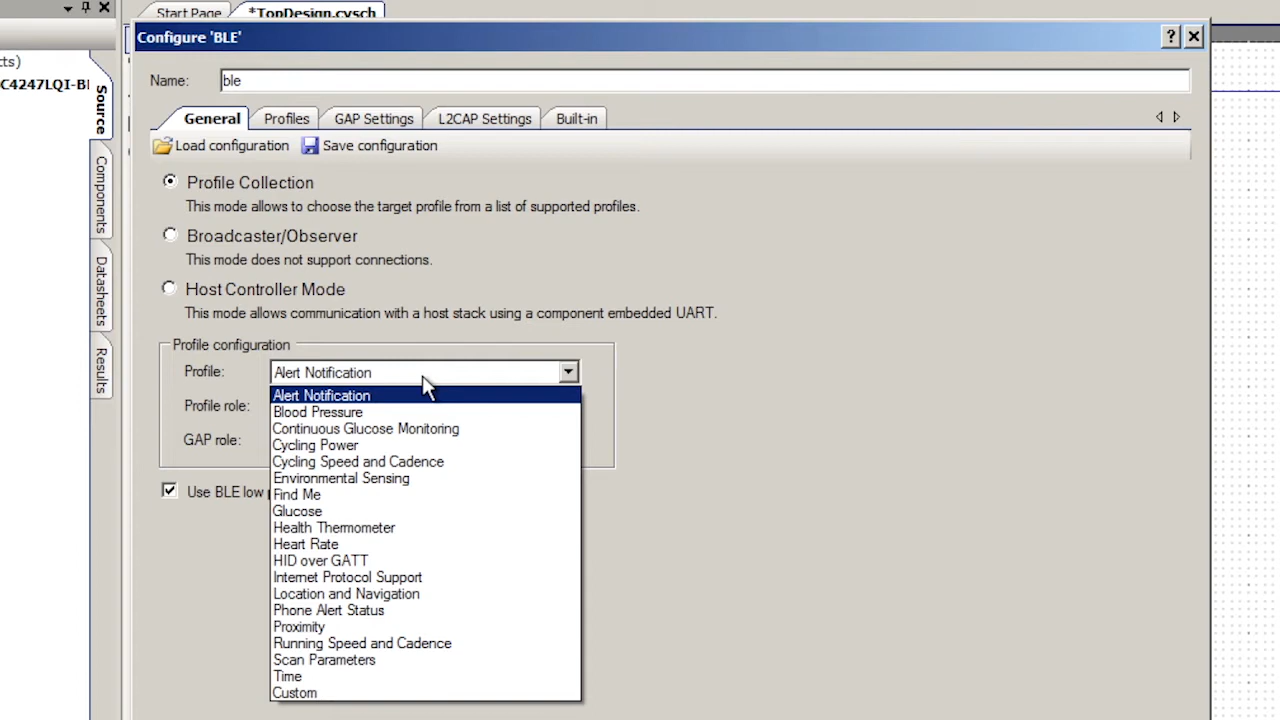 Start Page
*TopDesign.cysch
Configure 'BLE'
cts)
C4247LQI-BL
Source
Components
Datasheets
Results
Name:
ble
General
Profiles
GAP Settings
L2CAP Settings
Built-in
Load configuration
Save configuration
Profile Collection
This mode allows to choose the target profile from a list of supported profiles.
Broadcaster/Observer
This mode does not support connections.
Host Controller Mode
This mode allows communication with a host stack using a component embedded UART.
Profile configuration
Profile:
Alert Notification
Profile role:
GAP role:
Use BLE low
Alert Notification
Blood Pressure
Continuous Glucose Monitoring
Cycling Power
Cycling Speed and Cadence
Environmental Sensing
Find Me
Glucose
Health Thermometer
Heart Rate
HID over GATT
Internet Protocol Support
Location and Navigation
Phone Alert Status
Proximity
Running Speed and Cadence
Scan Parameters
Time
Custom